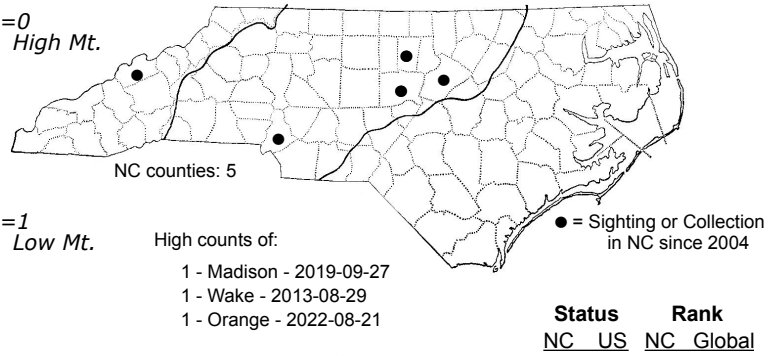 =0
High Mt.
NC counties: 5
=1
Low Mt.
High counts of:
1 - Madison - 2019-09-27
1 - Wake - 2013-08-29
1 - Orange - 2022-08-21
● = Sighting or Collection
in NC since 2004
Status Rank
NC US NC Global